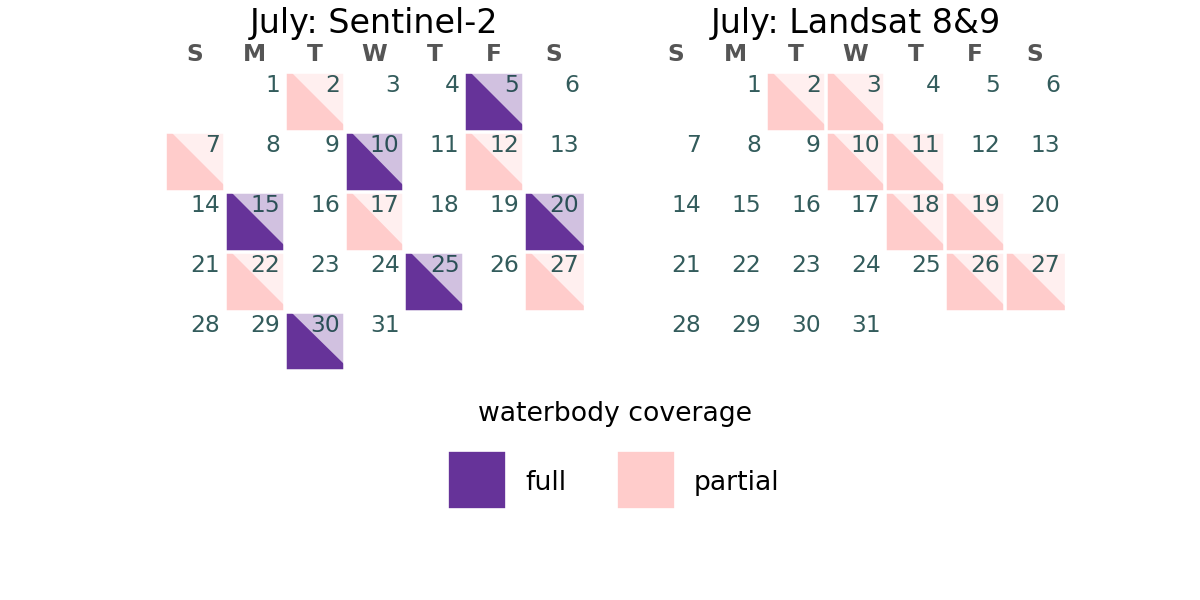 July: Sentinel-2
S M T W T F S
1 2 3 4 5 6
7 8 9 10 11 12 13
14 15 16 17 18 19 20
21 22 23 24 25 26 27
28 29 30 31
July: Landsat 8&9
S M T W T F S
1 2 3 4 5 6
7 8 9 10 11 12 13
14 15 16 17 18 19 20
21 22 23 24 25 26 27
28 29 30 31
waterbody coverage
full
partial